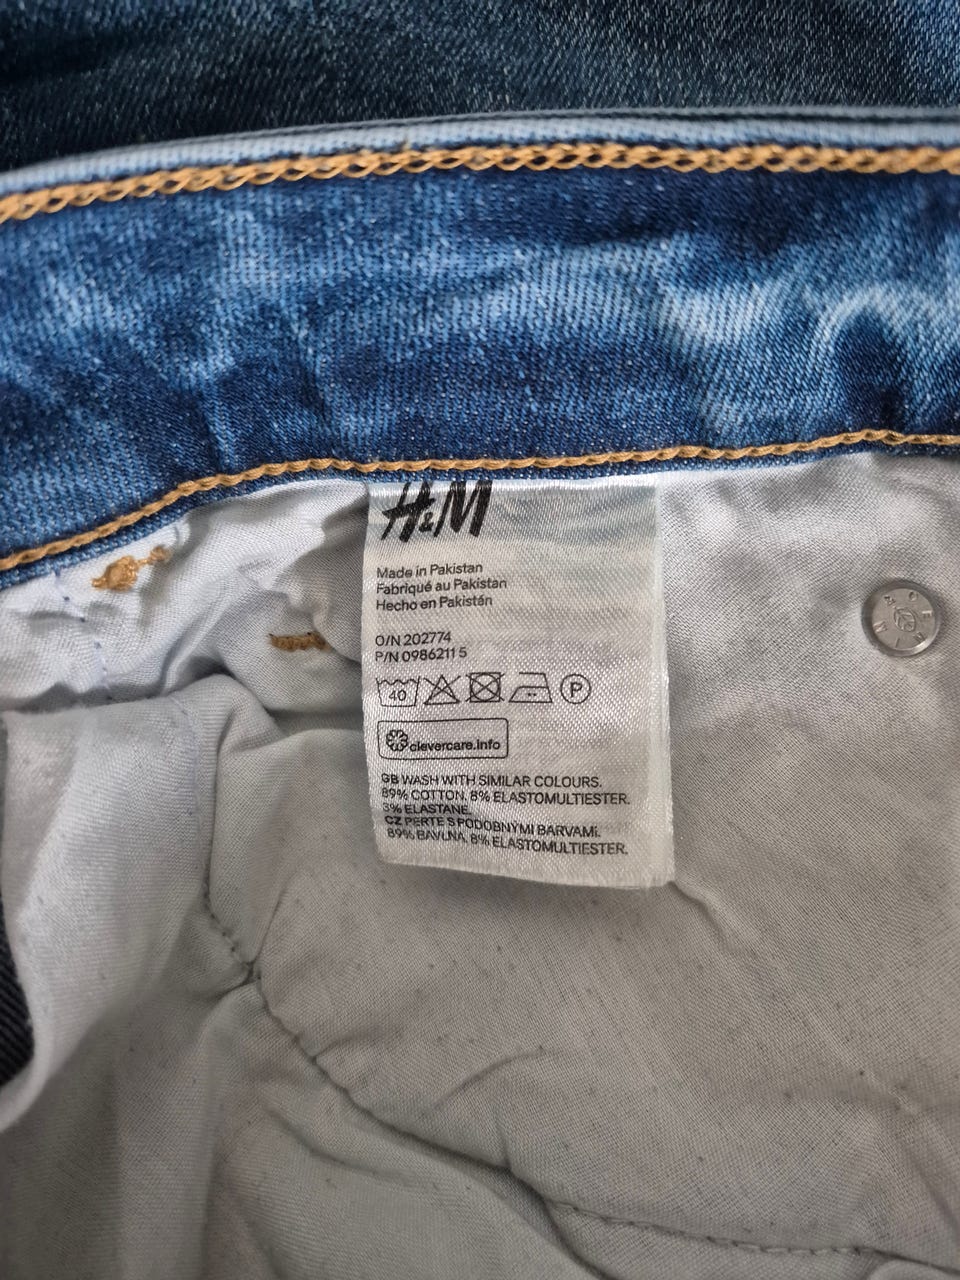 H&M
Made in Pakistan
Fabriqué au Pakistan
Hecho en Pakistán
O/N 202774
P/N 0986211 5
40 P
clevercare.info
GB WASH WITH SIMILAR COLOURS.
89% COTTON, 8% ELASTOMULTIESTER.
3% ELASTANE.
CZ PERTE S PODOBNÝMI BARVAMI.
89% BAVLNA, 8% ELASTOMULTIESTER.